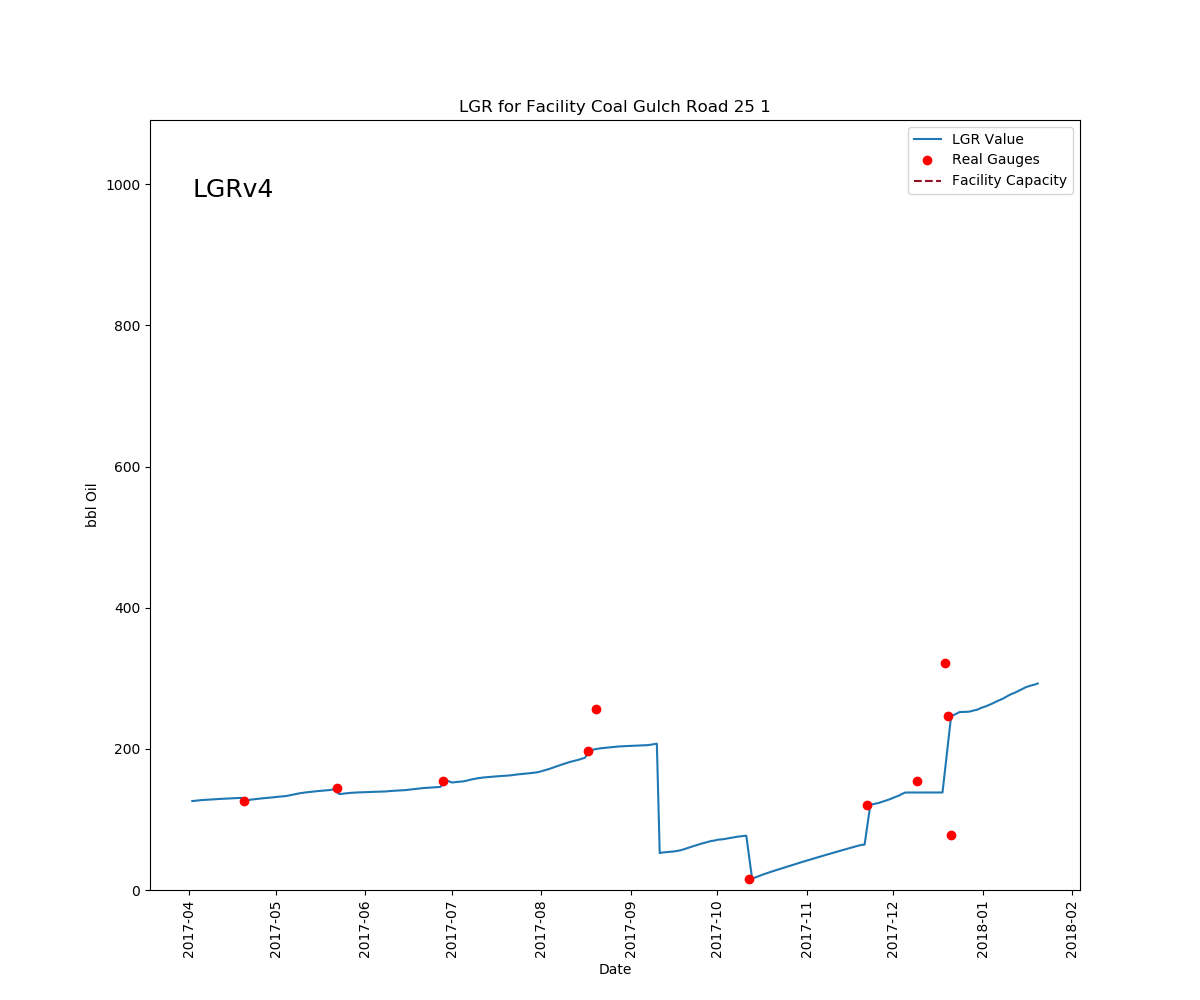 LGR for Facility Coal Gulch Road 25 1
LGRv4
LGR Value
Real Gauges
Facility Capacity
bbl Oil
1000
800
600
400
200
0
2017-04
2017-05
2017-06
2017-07
2017-08
2017-09
2017-10
2017-11
2017-12
2018-01
2018-02
Date